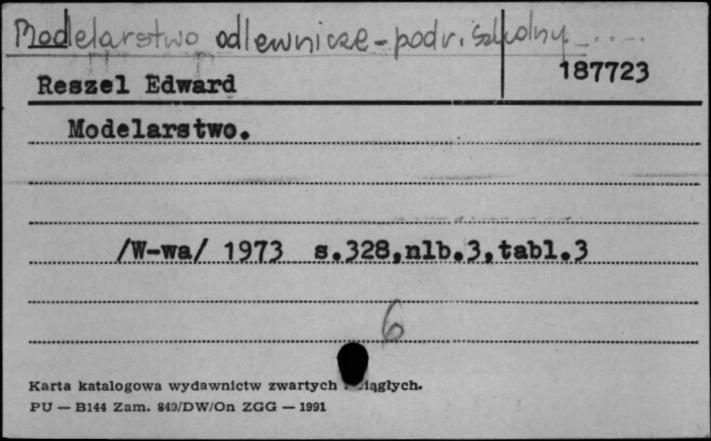 Modelarstwo odlewnicze - podr. szkolny
Reszel Edward 187723
Modelarstwo.
/W-wa/ 1973 s.328,nlb.3,tabl.3
6
Karta katalogowa wydawnictw zwartych ciągłych.
PU — B144 Zam. 840/DW/On ZGG — 1991